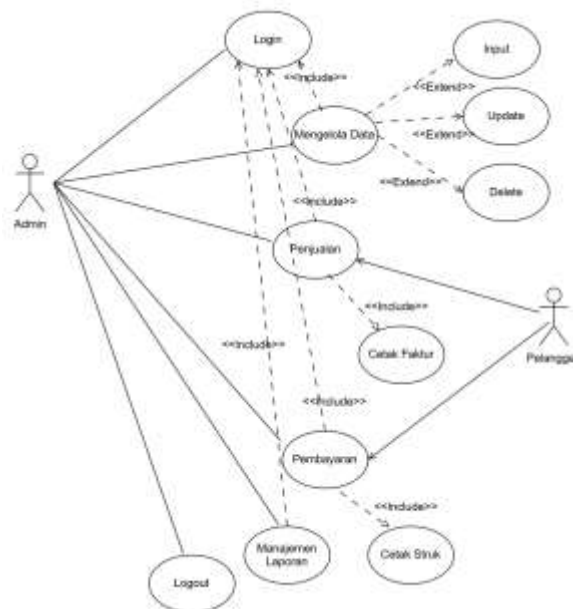 Login
Input
<<Include>>
<<Extend>>
Update
Mengelola Data
<<Extend>>
<<Extend>>
Delete
Admin
<<Include>>
Penjualan
<<Include>>
<<Include>>
Cetak Faktur
Pelangga
<<Include>>
Pembayaran
<<Include>>
Manajemen
Laporan
Cetak Struk
Logout